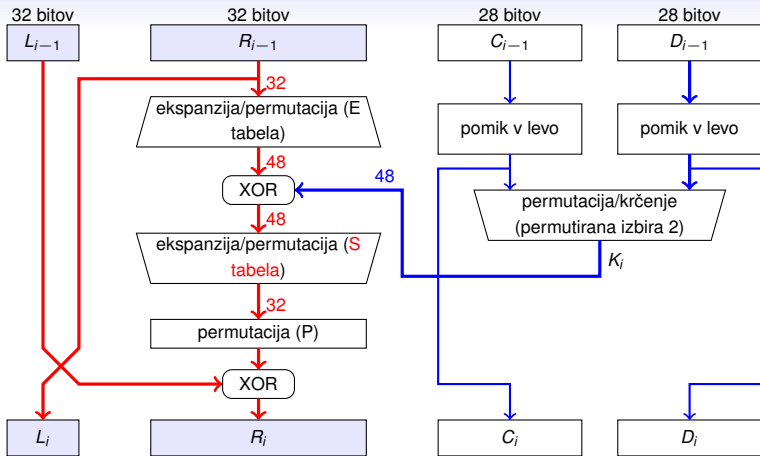 32 bitov 32 bitov 28 bitov 28 bitov
L_{i−1} R_{i−1} C_{i−1} D_{i−1}
32
ekspanzija/permutacija (E
tabela)
pomik v levo pomik v levo
48
XOR
48
permutacija/krčenje
(permutirana izbira 2)
48
ekspanzija/permutacija (S
tabela)
K_i
32
permutacija (P)
XOR
L_i R_i C_i D_i